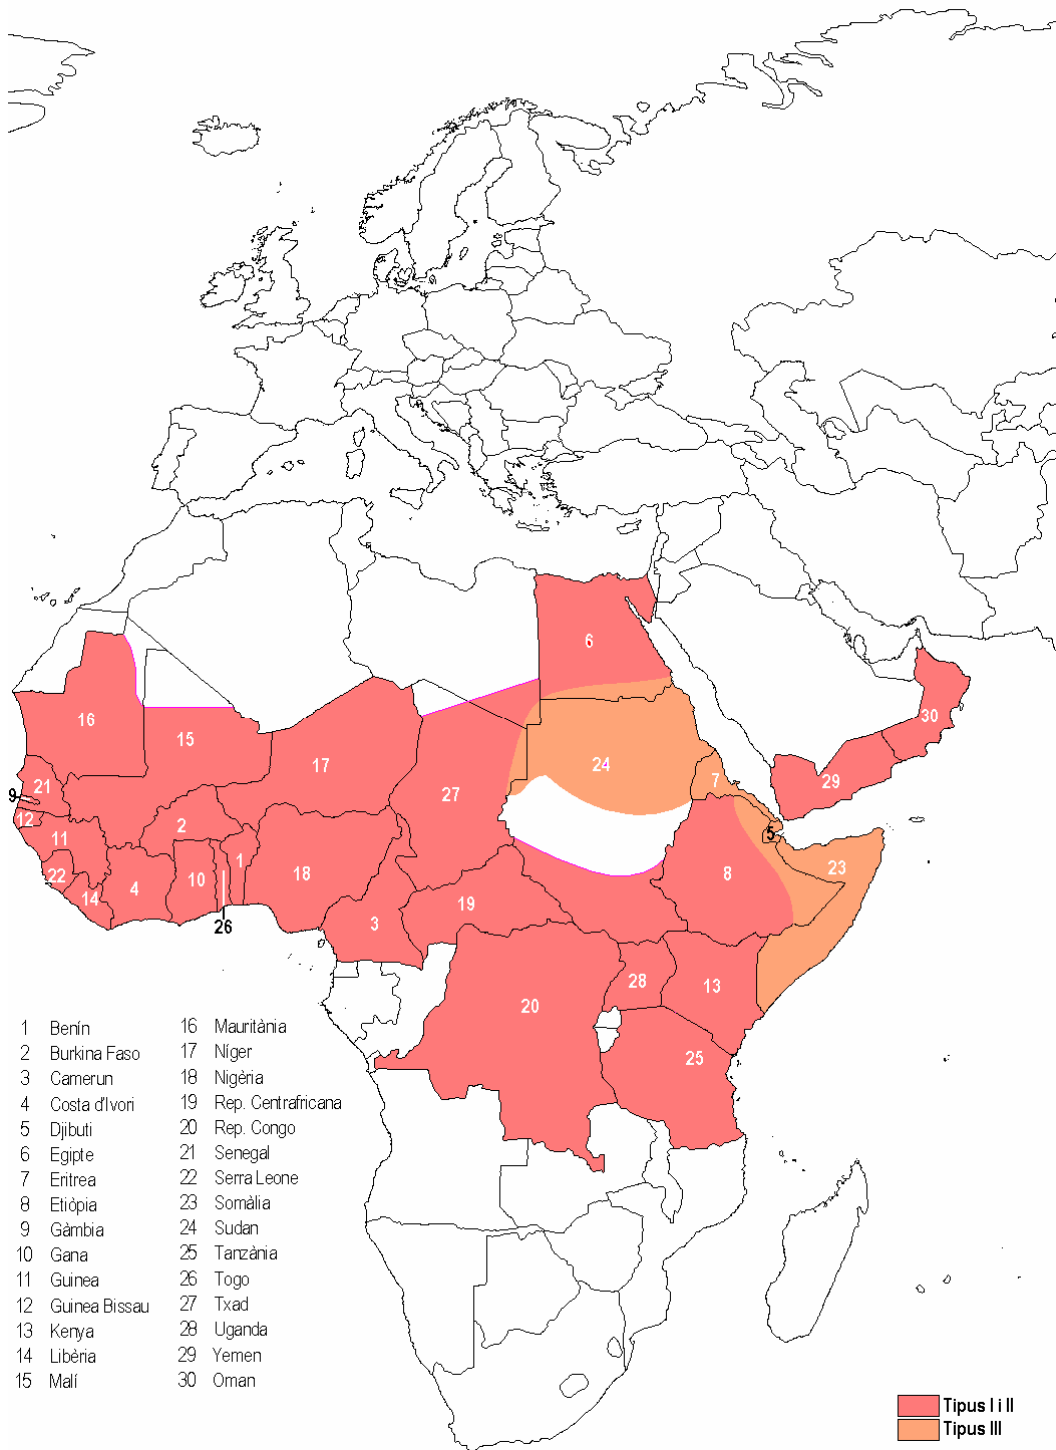 6
30
16
15
24
17
29
7
27
21
9
12
2
5
11
23
1
22
4
10
18
8
14
19
26
3
28
13
20
25
1 Benín
2 Burkina Faso
3 Camerun
4 Costa d'Ivori
5 Djibuti
6 Egipte
7 Eritrea
8 Etiòpia
9 Gàmbia
10 Gana
11 Guinea
12 Guinea Bissau
13 Kenya
14 Libèria
15 Malí
16 Mauritània
17 Níger
18 Nigèria
19 Rep. Centrafricana
20 Rep. Congo
21 Senegal
22 Serra Leone
23 Somàlia
24 Sudan
25 Tanzània
26 Togo
27 Txad
28 Uganda
29 Yemen
30 Oman
Tipus I i II
Tipus III